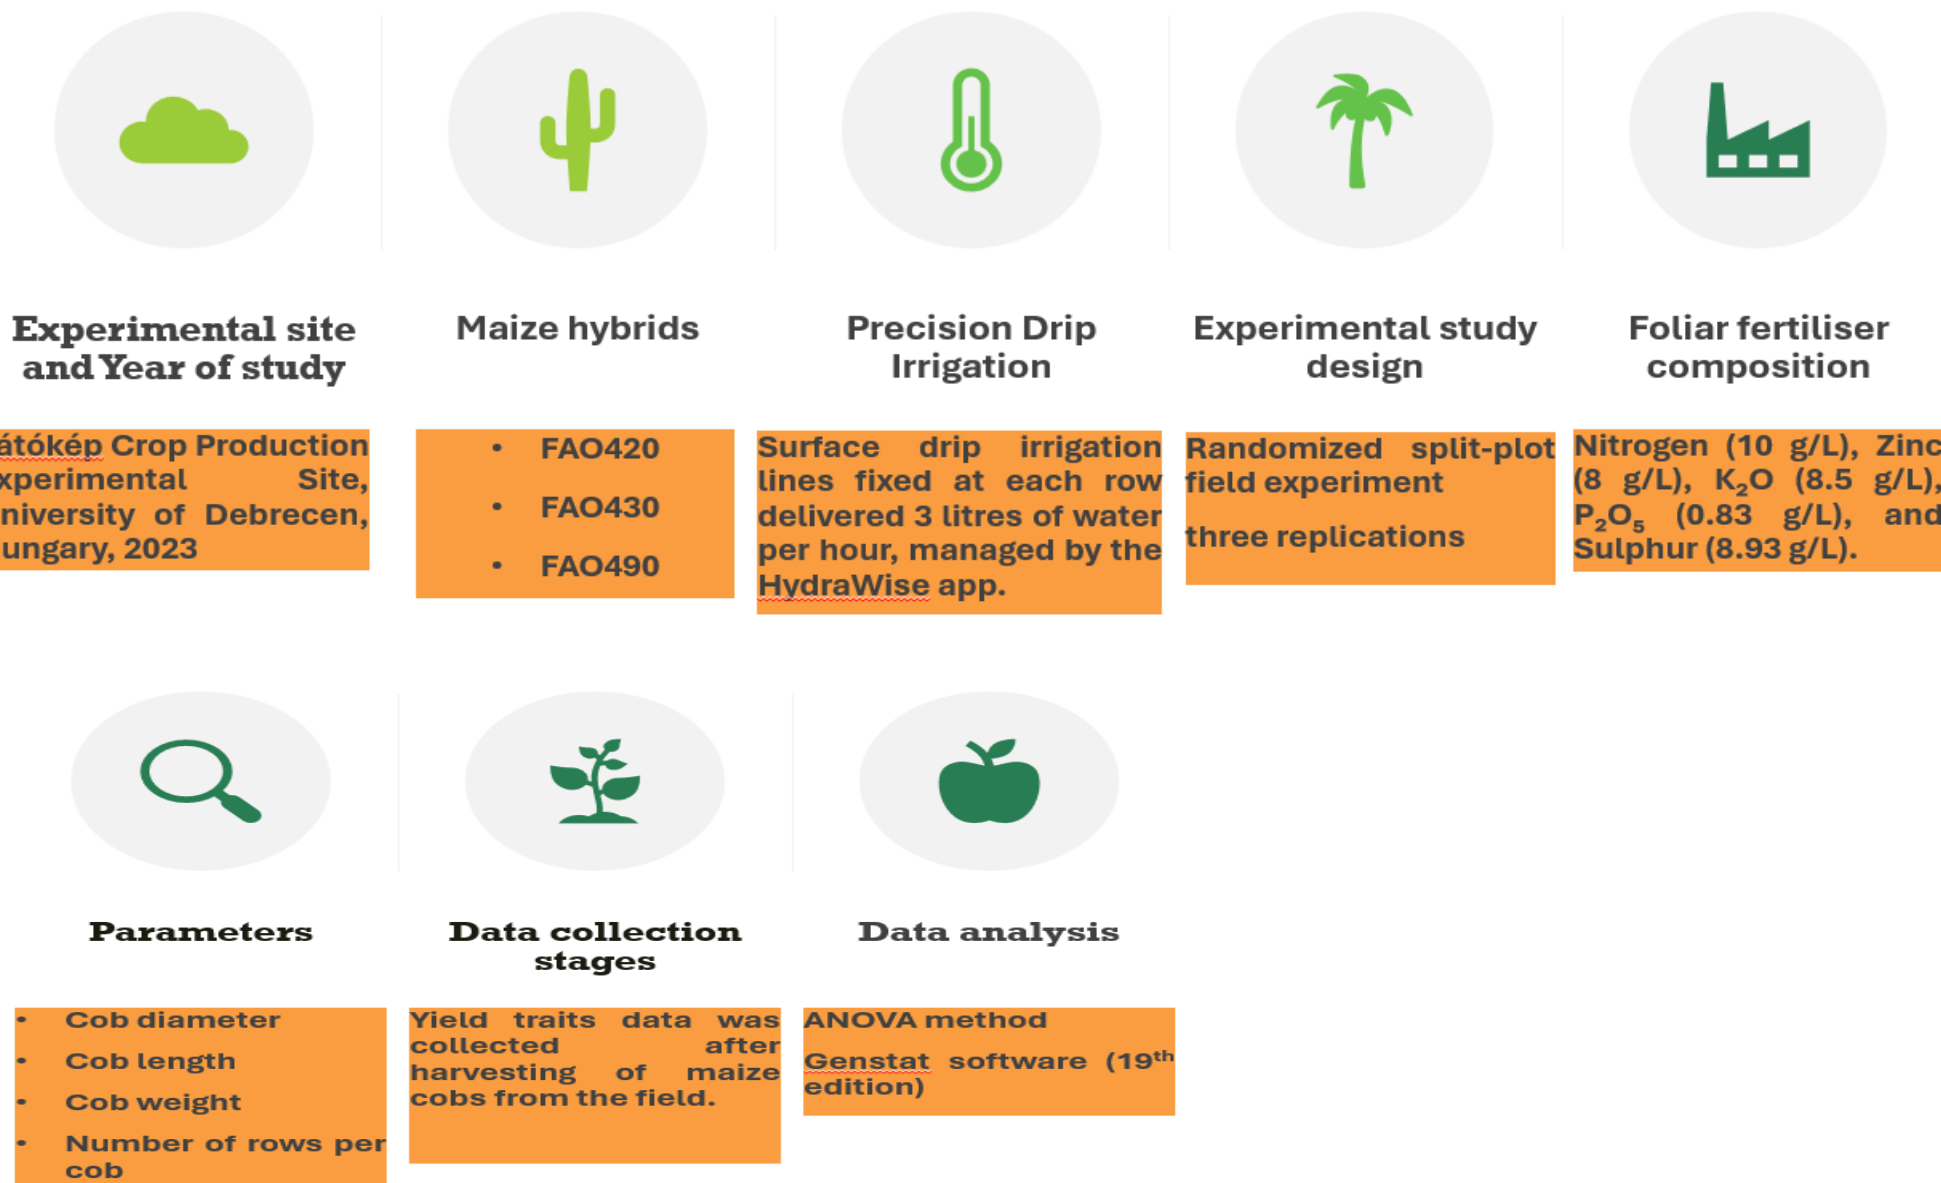 Experimental site
and Year of study
átókép Crop Production
xperimental Site,
niversity of Debrecen,
ungary, 2023
Maize hybrids
• FAO420
• FAO430
• FAO490
Precision Drip
Irrigation
Surface drip irrigation
lines fixed at each row
delivered 3 litres of water
per hour, managed by the
HydraWise app.
Experimental study
design
Randomized split-plot
field experiment
three replications
Foliar fertiliser
composition
Nitrogen (10 g/L), Zinc
(8 g/L), K₂O (8.5 g/L),
P₂O₅ (0.83 g/L), and
Sulphur (8.93 g/L).
Parameters
• Cob diameter
• Cob length
• Cob weight
• Number of rows per
cob
Data collection
stages
Yield traits data was
collected after
harvesting of maize
cobs from the field.
Data analysis
ANOVA method
Genstat software (19th
edition)